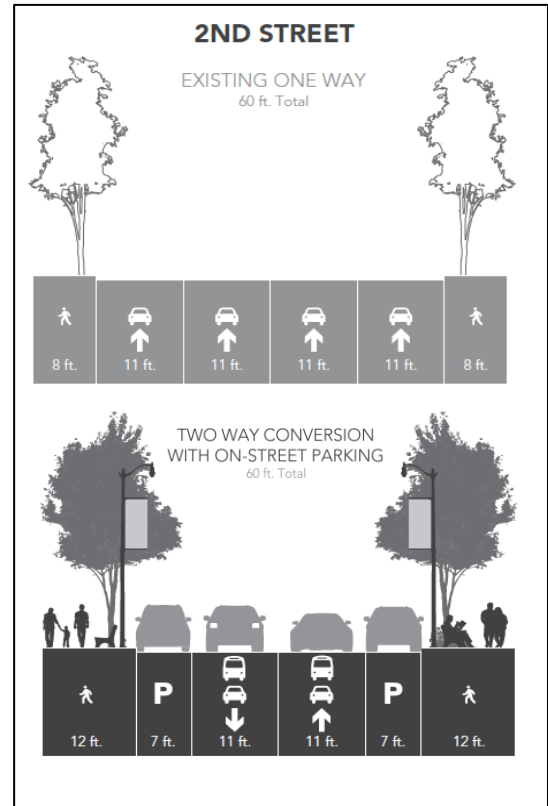 2ND STREET
EXISTING ONE WAY
60 ft. Total
8 ft. 11 ft. 11 ft. 11 ft. 11 ft. 8 ft.
TWO WAY CONVERSION
WITH ON-STREET PARKING
60 ft. Total
P P
12 ft. 7 ft. 11 ft. 11 ft. 7 ft. 12 ft.